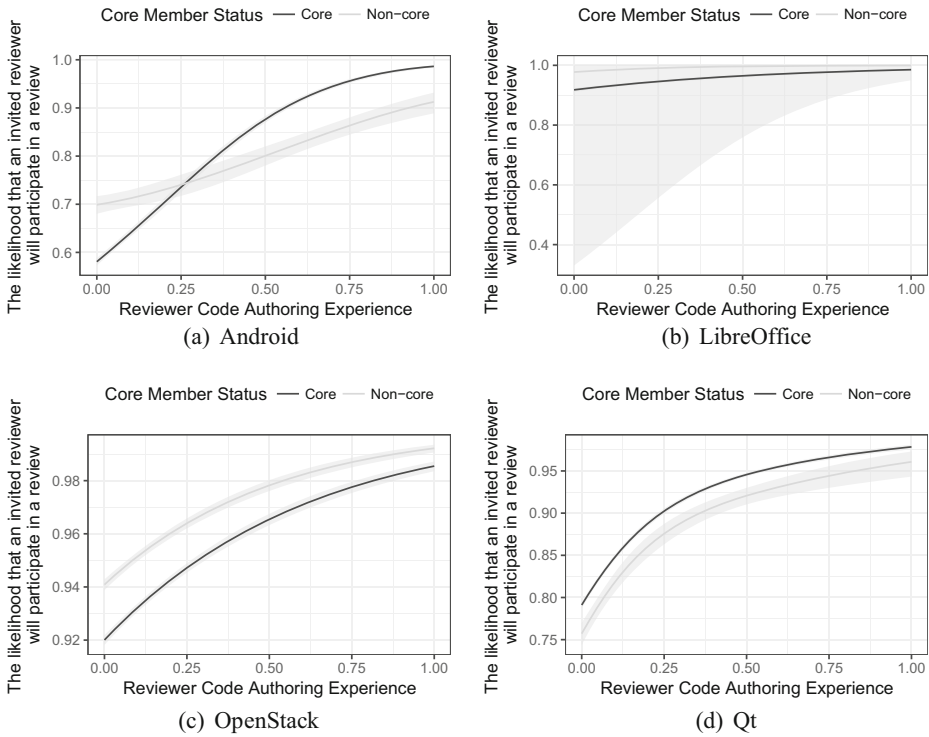 Core Member Status — Core — Non−core
The likelihood that an invited reviewer
will participate in a review
1.0
0.9
0.8
0.7
0.6
0.00 0.25 0.50 0.75 1.00
Reviewer Code Authoring Experience
(a) Android
Core Member Status — Core — Non−core
The likelihood that an invited reviewer
will participate in a review
1.0
0.8
0.6
0.4
0.00 0.25 0.50 0.75 1.00
Reviewer Code Authoring Experience
(b) LibreOffice
Core Member Status — Core — Non−core
The likelihood that an invited reviewer
will participate in a review
0.98
0.96
0.94
0.92
0.00 0.25 0.50 0.75 1.00
Reviewer Code Authoring Experience
(c) OpenStack
Core Member Status — Core — Non−core
The likelihood that an invited reviewer
will participate in a review
0.95
0.90
0.85
0.80
0.75
0.00 0.25 0.50 0.75 1.00
Reviewer Code Authoring Experience
(d) Qt